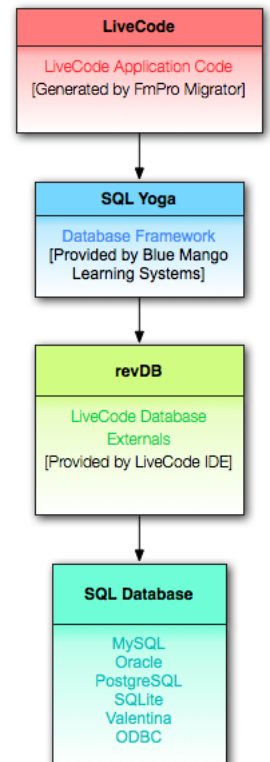 LiveCode
LiveCode Application Code
[Generated by FmPro Migrator]
SQL Yoga
Database Framework
[Provided by Blue Mango
Learning Systems]
revDB
LiveCode Database
Externals
[Provided by LiveCode IDE]
SQL Database
MySQL
Oracle
PostgreSQL
SQLite
Valentina
ODBC